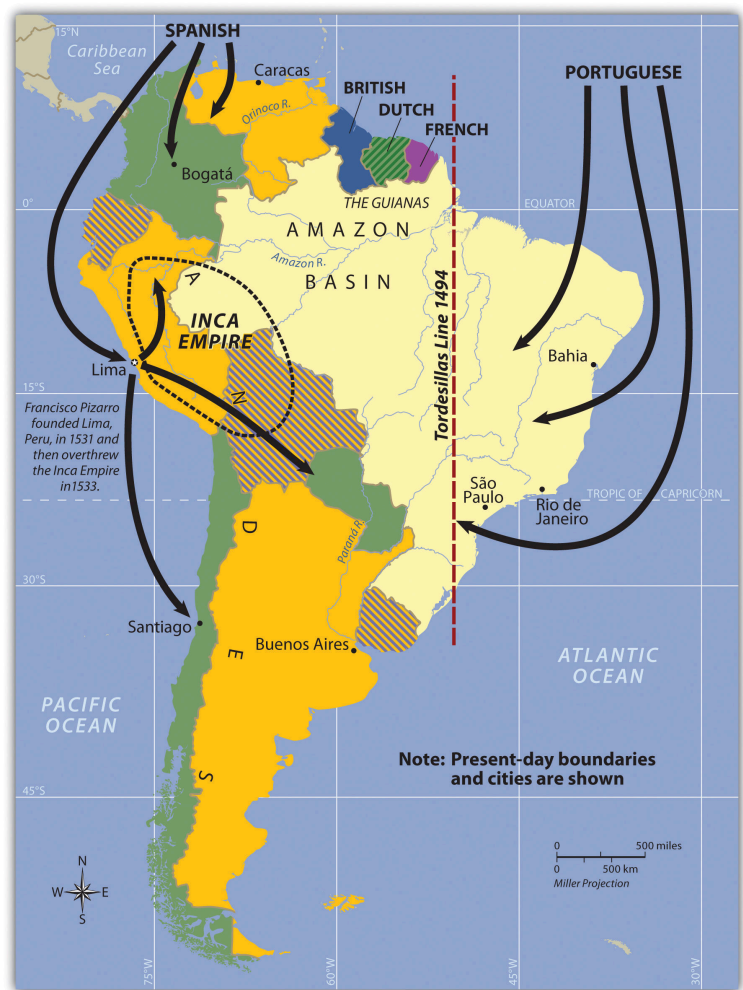 15°N
SPANISH
Caribbean
Sea
Caracas
PORTUGUESE
BRITISH
Orinoco R.
DUTCH
FRENCH
Bogatá
THE GUIANAS
0°
EQUATOR
AMAZON
Amazon R.
BASIN
Tordesillas Line 1494
INCA
EMPIRE
Bahia
Lima
15°S
Francisco Pizarro
founded Lima,
Peru, in 1531 and
then overthrew
the Inca Empire
in1533.
São
Paulo
TROPIC OF CAPRICORN
Rio de
Janeiro
ANDES
Paraná R.
30°S
Santiago
Buenos Aires
ATLANTIC
OCEAN
PACIFIC
OCEAN
Note: Present-day boundaries
and cities are shown
45°S
0 500 miles
0 500 km
Miller Projection
N
W E
S
75°W
60°W
45°W
30°W